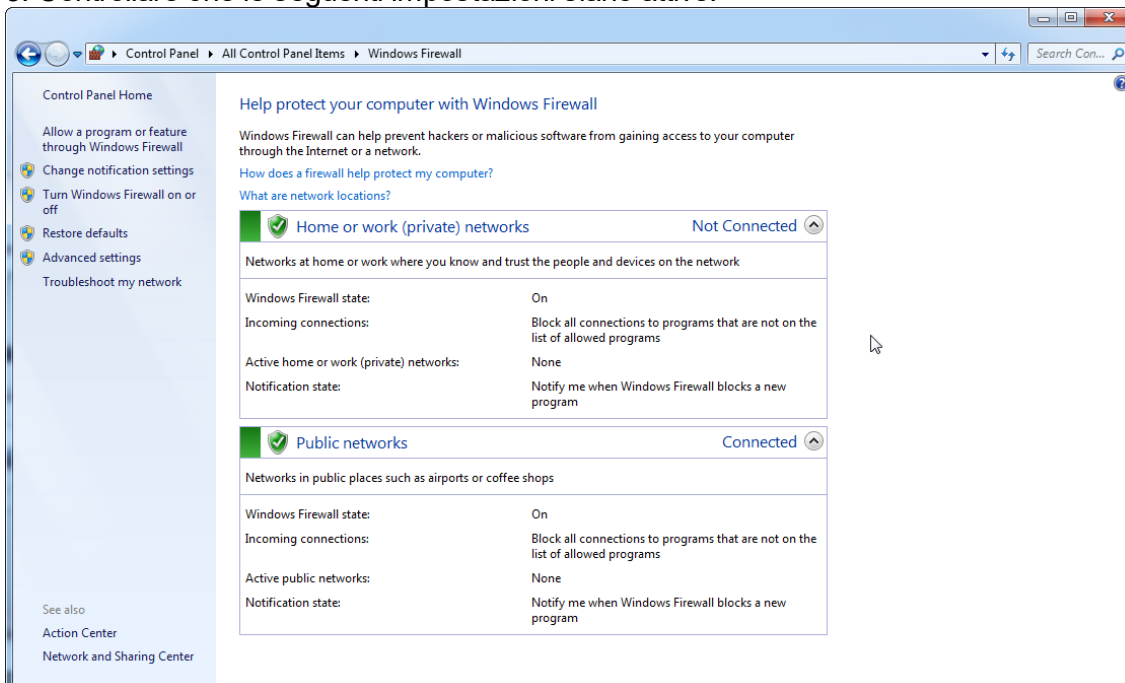 Control Panel ▸ All Control Panel Items ▸ Windows Firewall
Search Con...
Control Panel Home
Allow a program or feature
through Windows Firewall
Change notification settings
Turn Windows Firewall on or
off
Restore defaults
Advanced settings
Troubleshoot my network
See also
Action Center
Network and Sharing Center
Help protect your computer with Windows Firewall
Windows Firewall can help prevent hackers or malicious software from gaining access to your computer
through the Internet or a network.
How does a firewall help protect my computer?
What are network locations?
Home or work (private) networks Not Connected
Networks at home or work where you know and trust the people and devices on the network
Windows Firewall state: On
Incoming connections: Block all connections to programs that are not on the
list of allowed programs
Active home or work (private) networks: None
Notification state: Notify me when Windows Firewall blocks a new
program
Public networks Connected
Networks in public places such as airports or coffee shops
Windows Firewall state: On
Incoming connections: Block all connections to programs that are not on the
list of allowed programs
Active public networks: None
Notification state: Notify me when Windows Firewall blocks a new
program